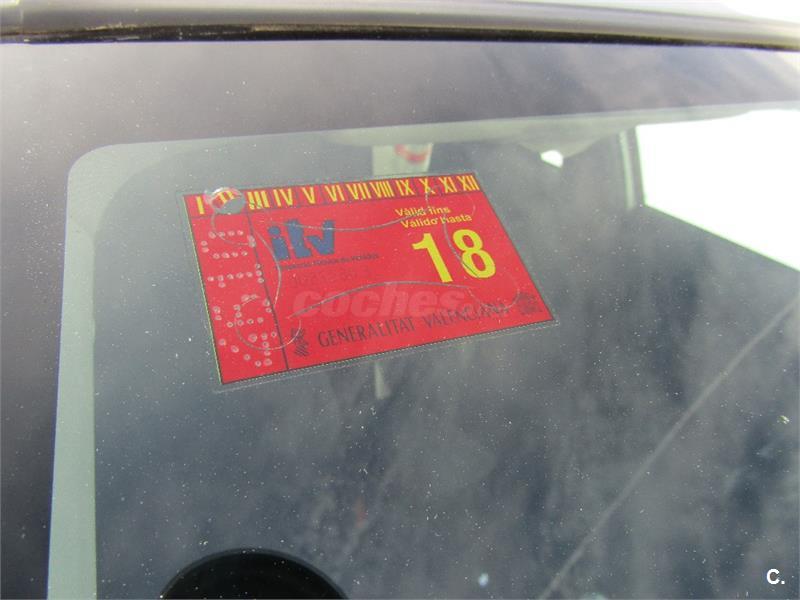 I II III IV V VI VII VIII IX X XI XII
itv
Vàlid fins
Válido hasta
18
coches
GENERALITAT VALENCIANA
C.